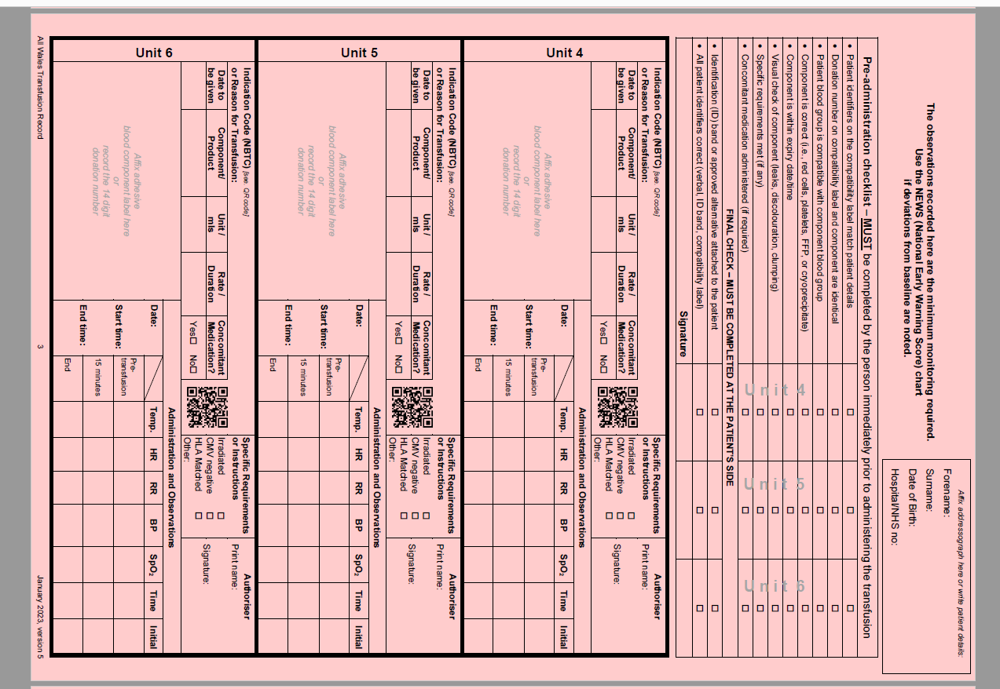 The observations recorded here are the minimum monitoring required.
Use the NEWS (National Early Warning Score) chart
if deviations from baseline are noted.
Affix addressograph here or write patient details:
Forename:
Surname:
Date of Birth:
Hospital/NHS no:
Pre-administration checklist – MUST be completed by the person immediately prior to administering the transfusion
Unit 4 Unit 5 Unit 6
• Patient identifiers on the compatibility label match patient details ☐ ☐ ☐
• Donation number on compatibility label and component are identical ☐ ☐ ☐
• Patient blood group is compatible with component blood group ☐ ☐ ☐
• Component is correct (i.e., red cells, platelets, FFP, or cryoprecipitate) ☐ ☐ ☐
• Component is within expiry date/time ☐ ☐ ☐
• Visual check of component (leaks, discolouration, clumping) ☐ ☐ ☐
• Specific requirements met (if any) ☐ ☐ ☐
• Concomitant medication administered (if required) ☐ ☐ ☐
FINAL CHECK – MUST BE COMPLETED AT THE PATIENT'S SIDE
• Identification (ID) band or approved alternative attached to the patient ☐ ☐ ☐
• All patient identifiers correct (verbal, ID band, compatibility label) ☐ ☐ ☐
Signature
Unit 4
Indication Code (NBTC) [see QR code]
or Reason for Transfusion:
Date to be given
Component/ Product
Unit / mls
Rate / Duration
Concomitant Medication?
Yes☐ No☐
Specific Requirements
or Instructions
Irradiated ☐
CMV negative ☐
HLA Matched ☐
Other:
Authoriser
Print name:
Signature:
Affix adhesive
blood component label here
or
record the 14 digit
donation number
Administration and Observations
Date:
Start time:
End time:
Temp. HR RR BP SpO₂ Time Initial
Pre-
transfusion
15 minutes
End
Unit 5
Indication Code (NBTC) [see QR code]
or Reason for Transfusion:
Date to be given
Component/ Product
Unit / mls
Rate / Duration
Concomitant Medication?
Yes☐ No☐
Specific Requirements
or Instructions
Irradiated ☐
CMV negative ☐
HLA Matched ☐
Other:
Authoriser
Print name:
Signature:
Affix adhesive
blood component label here
or
record the 14 digit
donation number
Administration and Observations
Date:
Start time:
End time:
Temp. HR RR BP SpO₂ Time Initial
Pre-
transfusion
15 minutes
End
Unit 6
Indication Code (NBTC) [see QR code]
or Reason for Transfusion:
Date to be given
Component/ Product
Unit / mls
Rate / Duration
Concomitant Medication?
Yes☐ No☐
Specific Requirements
or Instructions
Irradiated ☐
CMV negative ☐
HLA Matched ☐
Other:
Authoriser
Print name:
Signature:
Affix adhesive
blood component label here
or
record the 14 digit
donation number
Administration and Observations
Date:
Start time:
End time:
Temp. HR RR BP SpO₂ Time Initial
Pre-
transfusion
15 minutes
End
All Wales Transfusion Record 3 January 2023, version 5